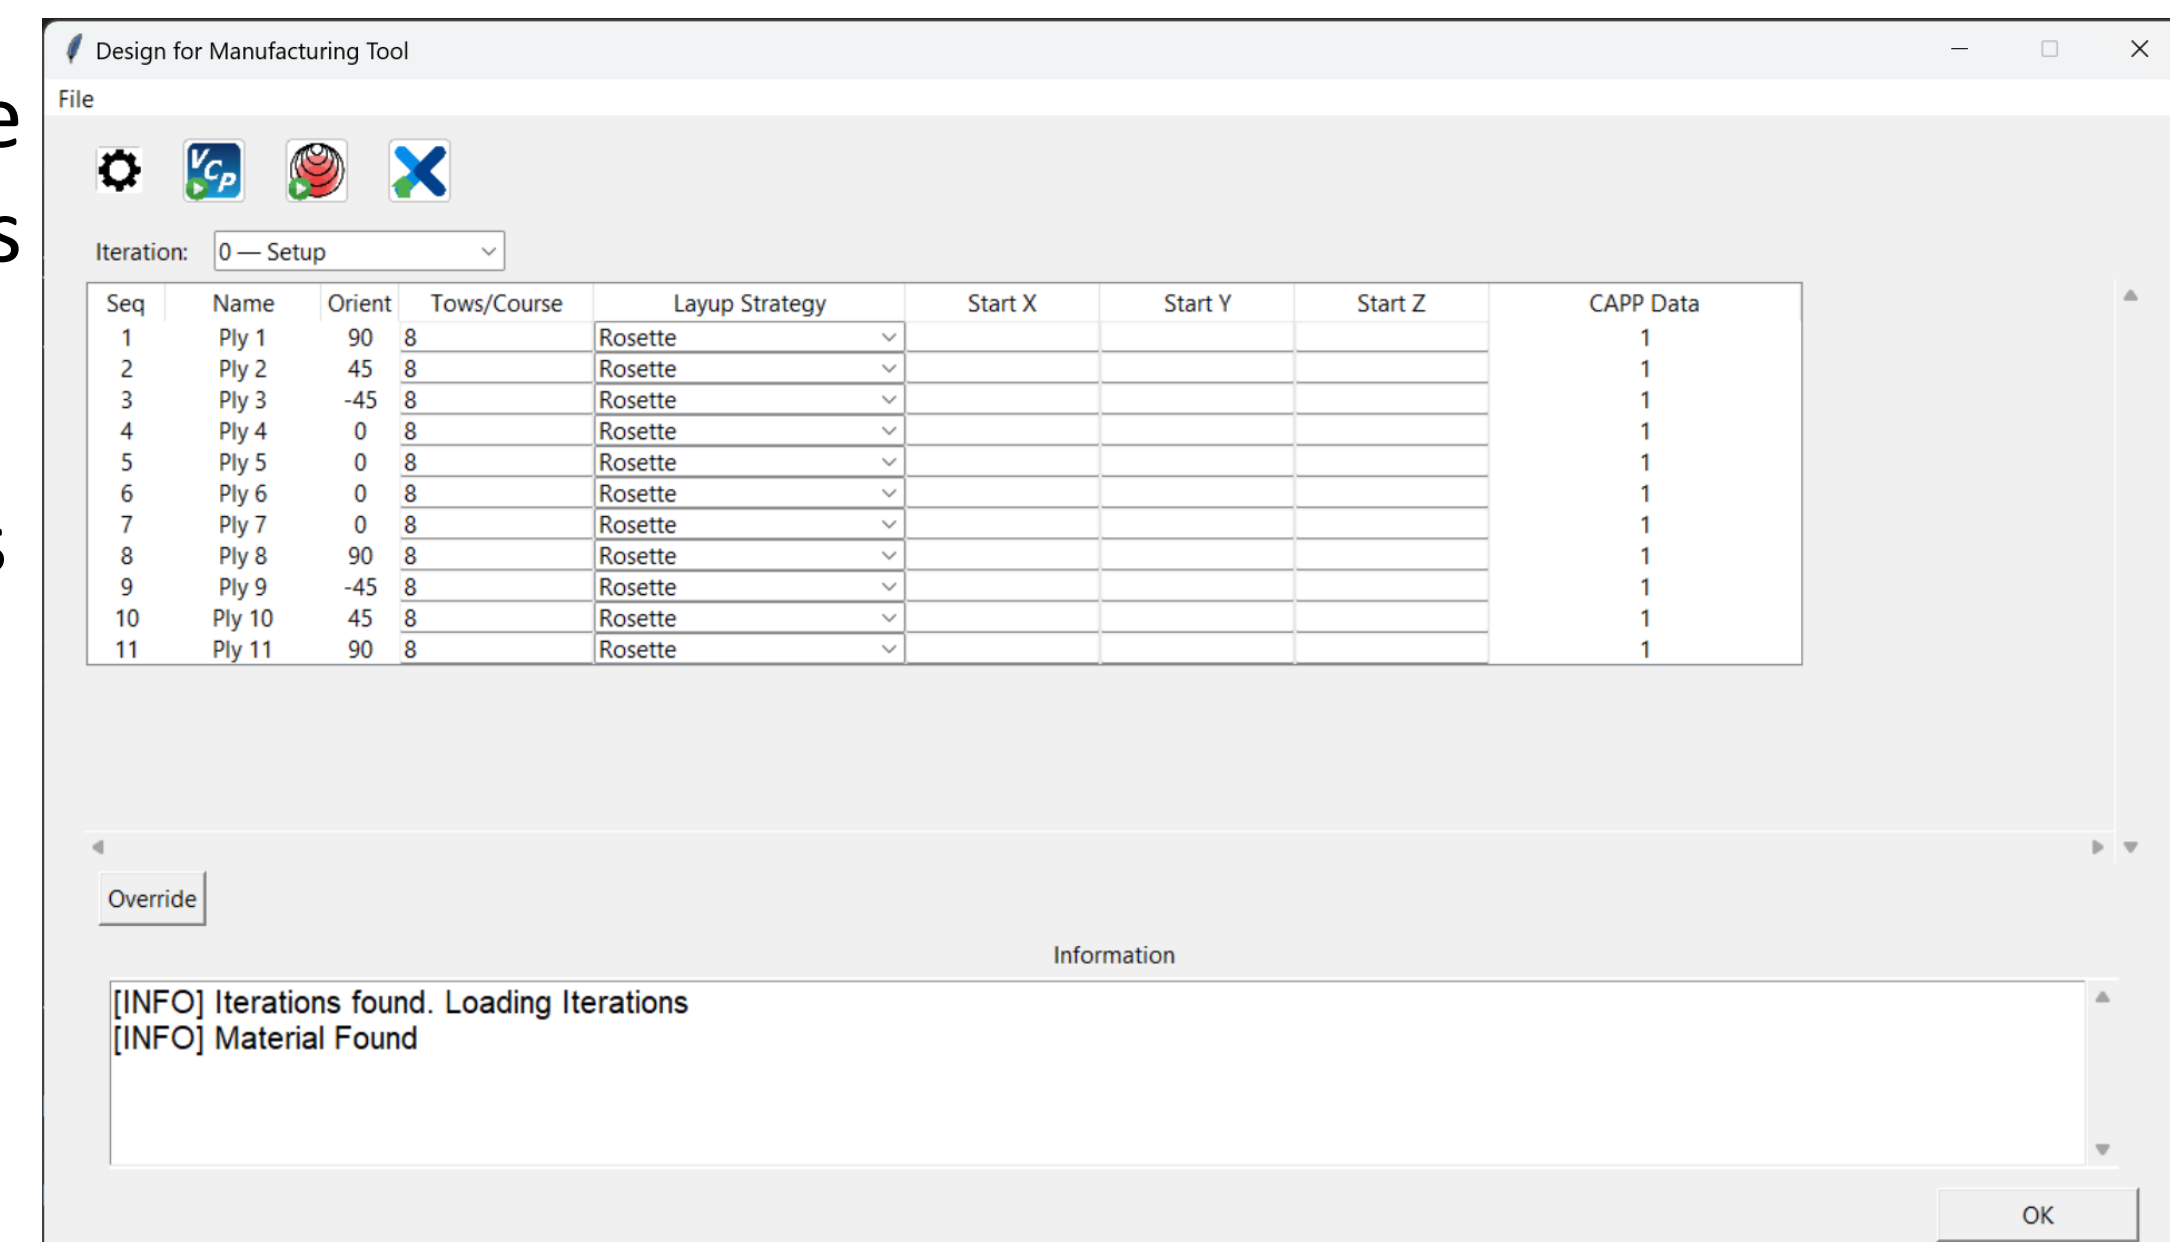 Design for Manufacturing Tool
e
File
VCP
s
Iteration: 0 — Setup
Seq Name Orient Tows/Course Layup Strategy Start X Start Y Start Z CAPP Data
1 Ply 1 90 8 Rosette 1
2 Ply 2 45 8 Rosette 1
3 Ply 3 -45 8 Rosette 1
4 Ply 4 0 8 Rosette 1
5 Ply 5 0 8 Rosette 1
6 Ply 6 0 8 Rosette 1
7 Ply 7 0 8 Rosette 1
s
8 Ply 8 90 8 Rosette 1
9 Ply 9 -45 8 Rosette 1
10 Ply 10 45 8 Rosette 1
11 Ply 11 90 8 Rosette 1
Override
Information
[INFO] Iterations found. Loading Iterations
[INFO] Material Found
OK